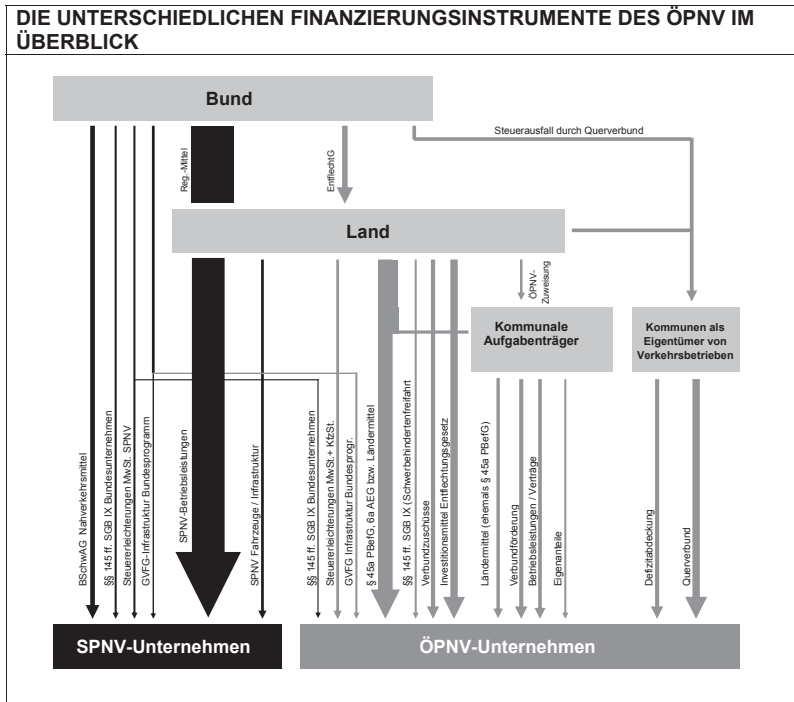 DIE UNTERSCHIEDLICHEN FINANZIERUNGSINSTRUMENTE DES ÖPNV IM
ÜBERBLICK
Bund
Steuerausfall durch Querverbund
Reg.-Mittel
EntflechtG
Land
ÖPNV-
Zuweisung
Kommunale
Aufgabenträger
Kommunen als
Eigentümer von
Verkehrsbetrieben
BSchwAG Nahverkehrsmittel
§§ 145 ff. SGB IX Bundesunternehmen
Steuererleichterungen MwSt. SPNV
GVFG-Infrastruktur Bundesprogramm
SPNV-Betriebsleistungen
SPNV Fahrzeuge / Infrastruktur
§§ 145 ff. SGB IX Bundesunternehmen
Steuererleichterungen MwSt.+ KfzSt.
GVFG Infrastruktur Bundesprogr.
§ 45a PBefG, 6a AEG bzw. Ländermittel
§§ 145 ff. SGB IX (Schwerbehindertenfreifahrt
Verbundzuschüsse
Investitionsmittel Entflechtungsgesetz
Ländermittel (ehemals § 45a PBefG)
Verbundförderung
Betriebsleistungen / Verträge
Eigenanteile
Defizitabdeckung
Querverbund
SPNV-Unternehmen
ÖPNV-Unternehmen